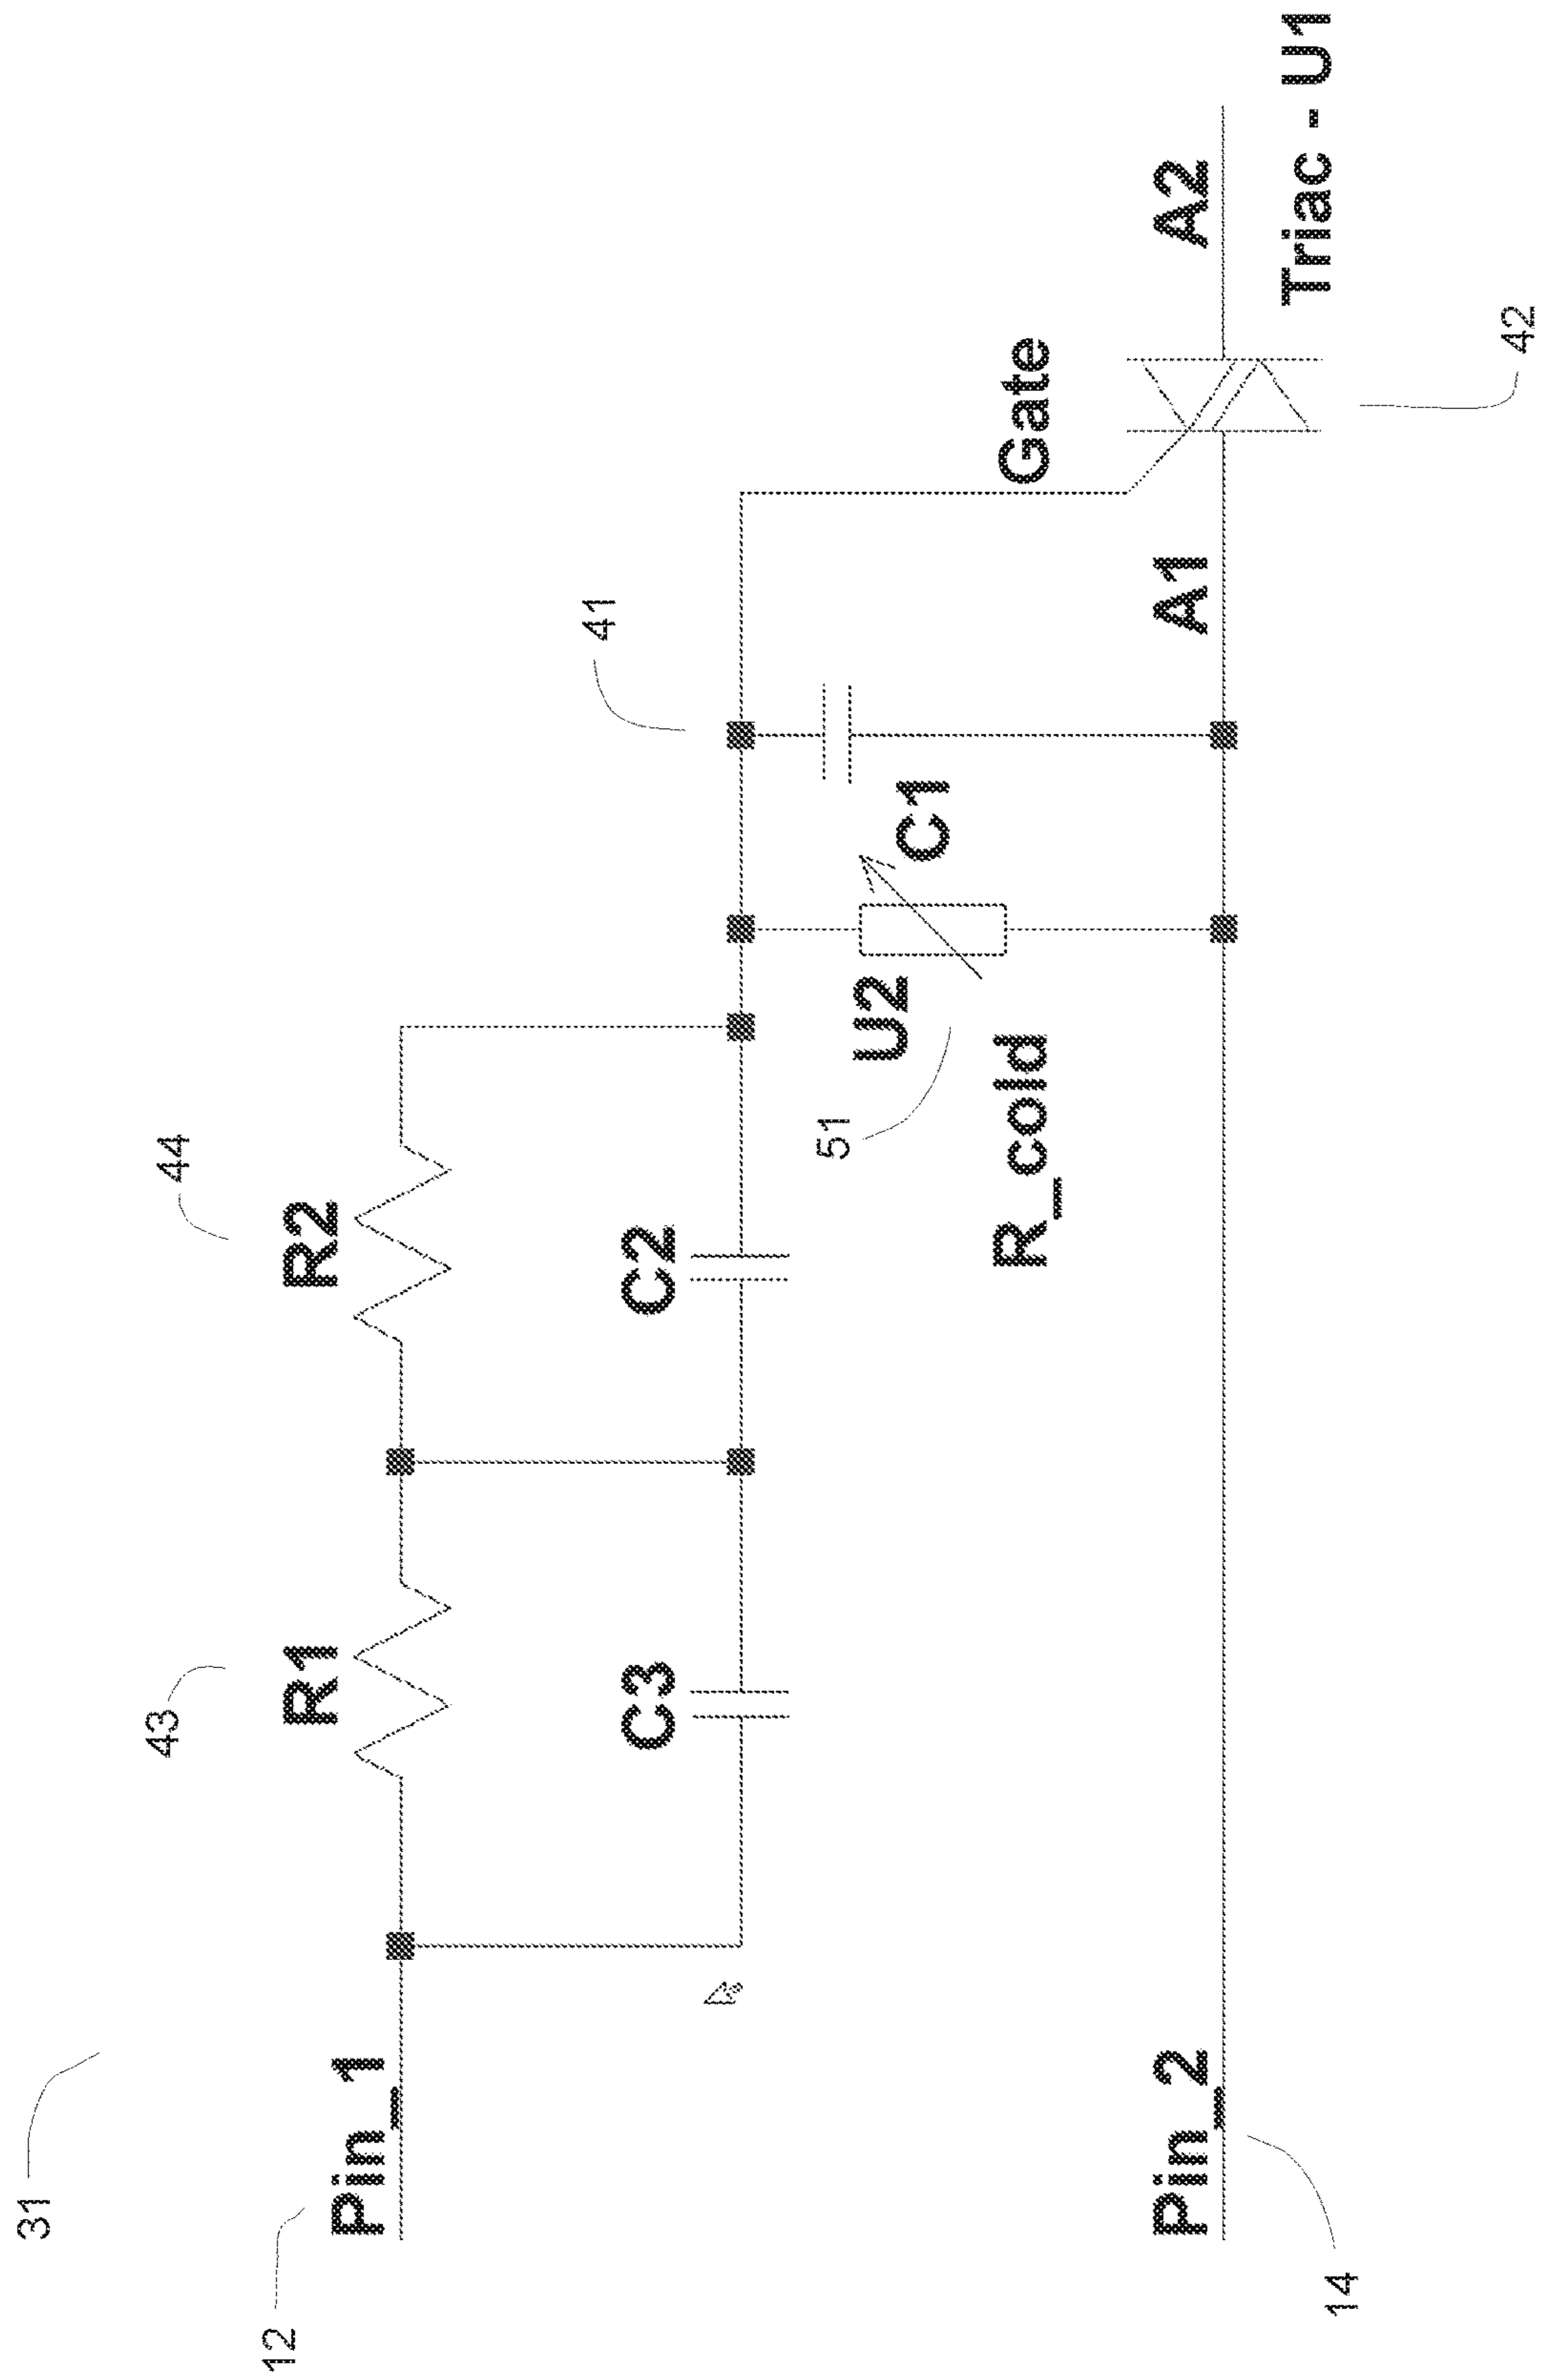 31
12
Pin_1
43
R1
44
R2
C3
C2
41
U2
C1
51
R_cold
Gate
Pin_2
14
A1
A2
Triac - U1
42